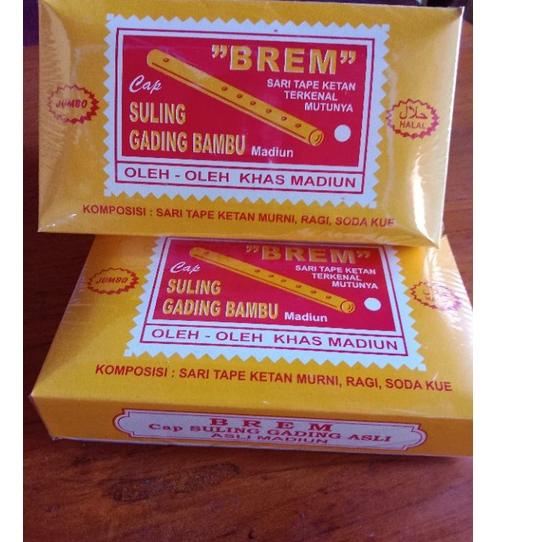 "BREM"
Cap
SARI TAPE KETAN
TERKENAL
MUTUNYA
JUMBO
SULING
GADING BAMBU Madiun
حلال
HALAL
OLEH - OLEH KHAS MADIUN
KOMPOSISI : SARI TAPE KETAN MURNI, RAGI, SODA KUE
"BREM"
Cap
SARI TAPE KETAN
TERKENAL
MUTUNYA
JUMBO
SULING
GADING BAMBU Madiun
OLEH - OLEH KHAS MADIUN
KOMPOSISI : SARI TAPE KETAN MURNI, RAGI, SODA KUE
BREM
Cap SULING GADING ASLI
ASLI MADIUN